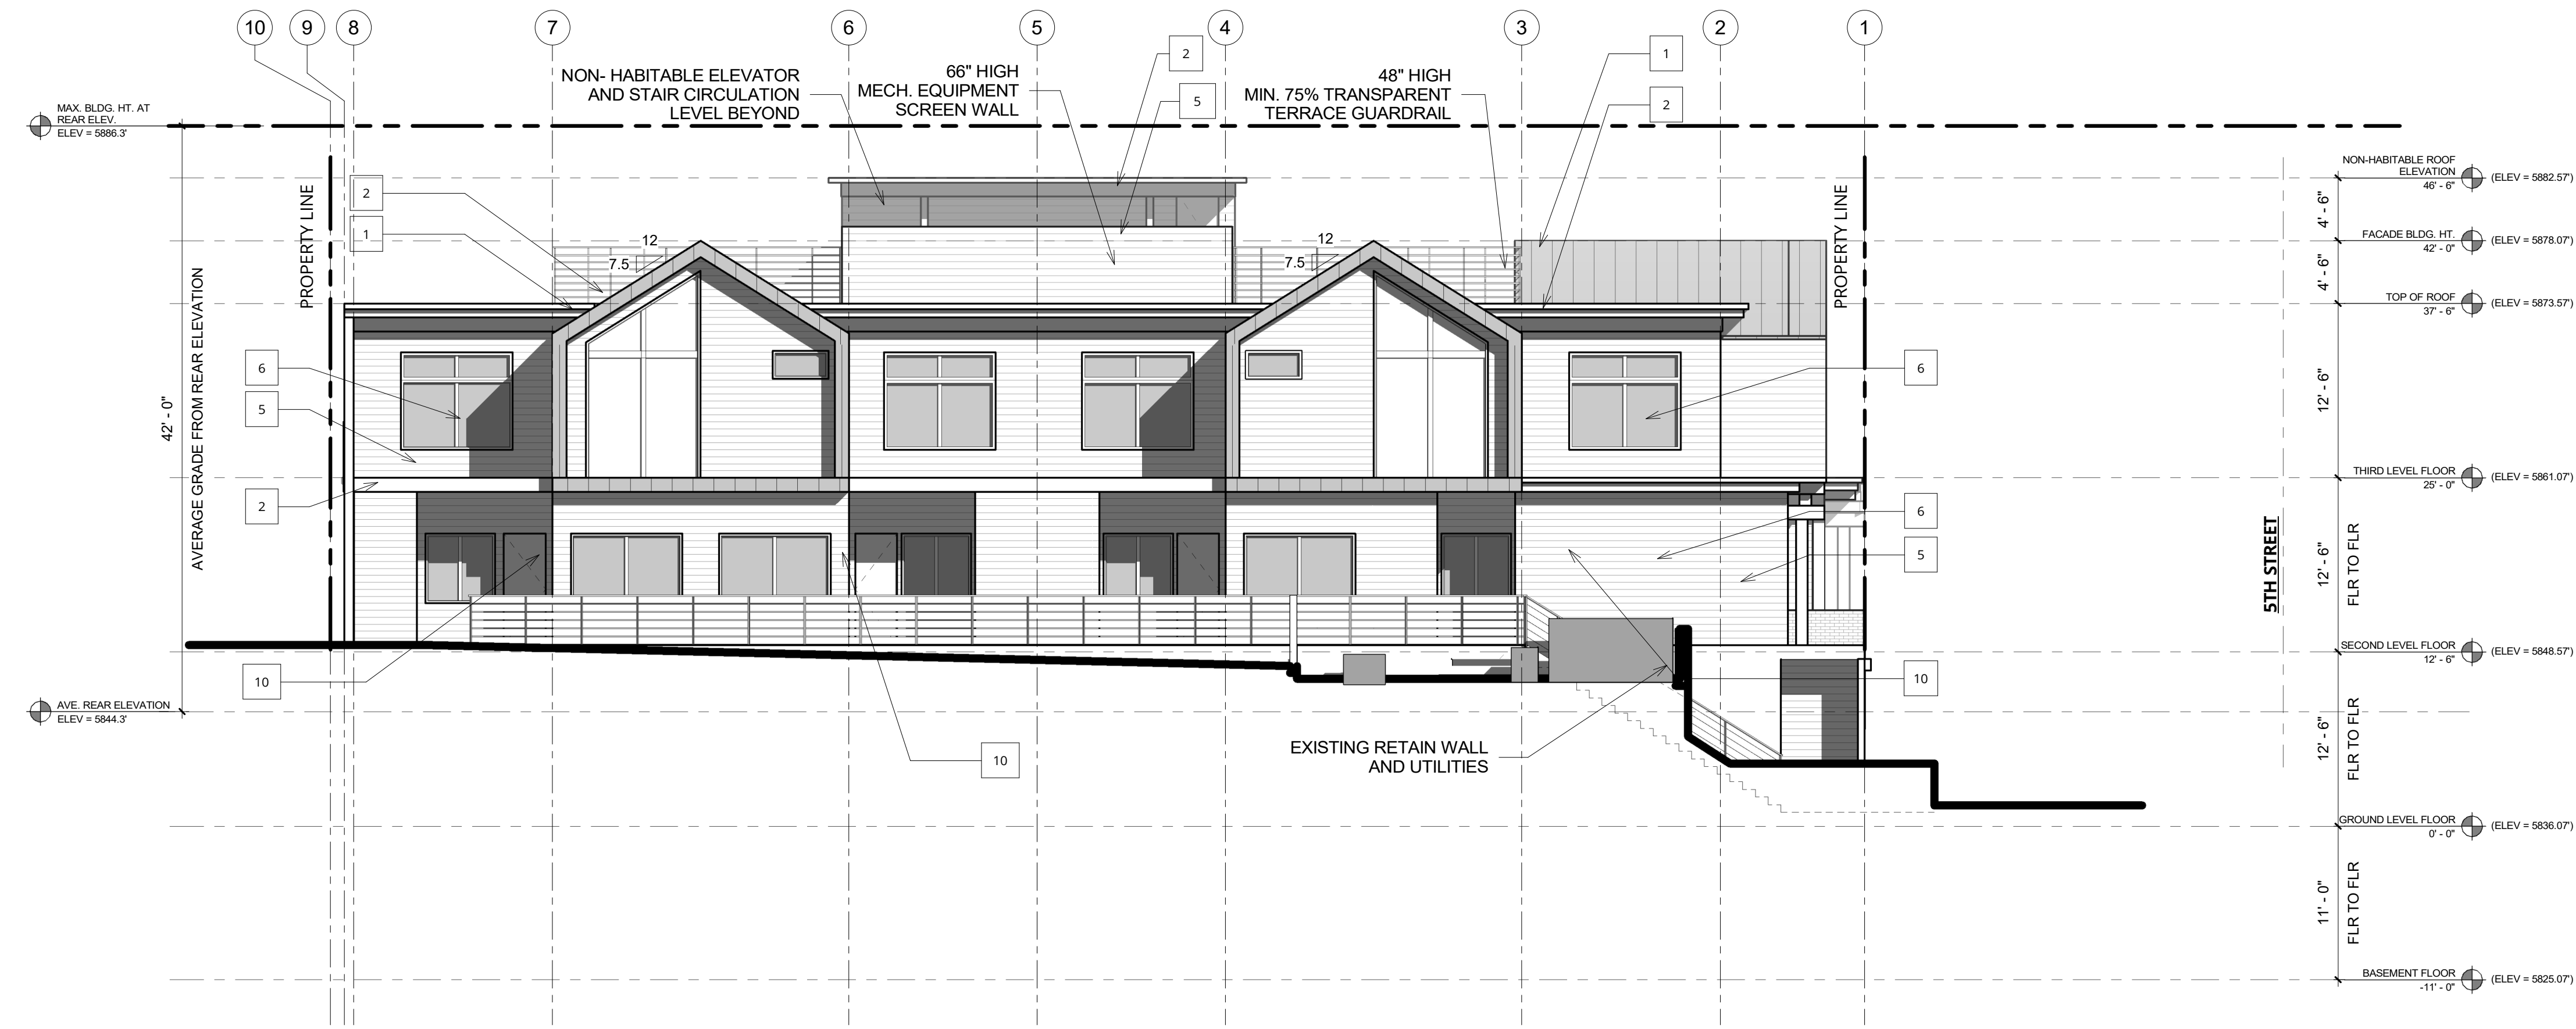 10
9
8
7
6
5
4
3
2
1
NON- HABITABLE ELEVATOR
AND STAIR CIRCULATION
LEVEL BEYOND
66" HIGH
MECH. EQUIPMENT
SCREEN WALL
2
5
48" HIGH
MIN. 75% TRANSPARENT
TERRACE GUARDRAIL
1
2
MAX. BLDG. HT. AT
REAR ELEV.
ELEV = 5886.3'
42' - 0"
AVERAGE GRADE FROM REAR ELEVATION
PROPERTY LINE
2
1
12
7.5
12
7.5
PROPERTY LINE
6
5
2
10
10
6
6
5
10
EXISTING RETAIN WALL
AND UTILITIES
AVE. REAR ELEVATION
ELEV = 5844.3'
5TH STREET
NON-HABITABLE ROOF
ELEVATION
46' - 6"
(ELEV = 5882.57')
4' - 6"
FACADE BLDG. HT.
42' - 0"
(ELEV = 5878.07')
4' - 6"
TOP OF ROOF
37' - 6"
(ELEV = 5873.57')
12' - 6"
THIRD LEVEL FLOOR
25' - 0"
(ELEV = 5861.07')
12' - 6"
FLR TO FLR
SECOND LEVEL FLOOR
12' - 6"
(ELEV = 5848.57')
12' - 6"
FLR TO FLR
GROUND LEVEL FLOOR
0' - 0"
(ELEV = 5836.07')
11' - 0"
FLR TO FLR
BASEMENT FLOOR
-11' - 0"
(ELEV = 5825.07')